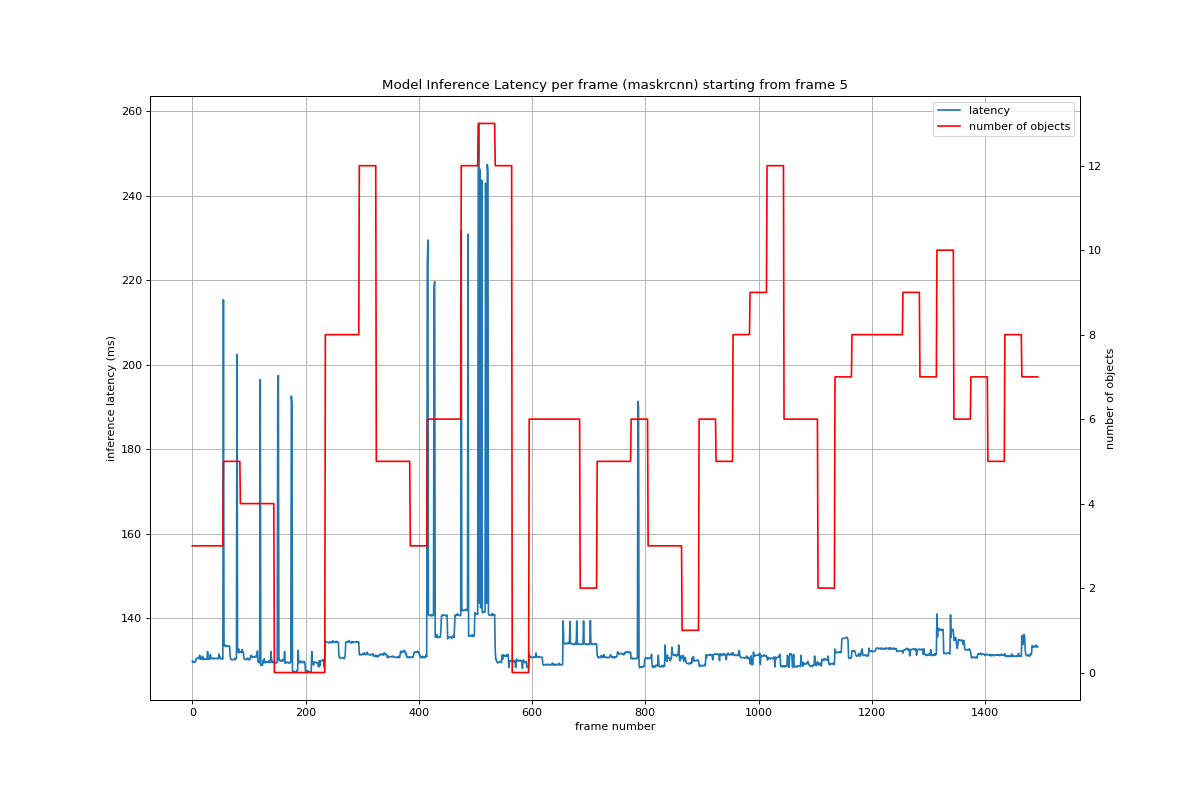 Model Inference Latency per frame (maskrcnn) starting from frame 5
latency
number of objects
260
240
220
200
180
160
140
inference latency (ms)
12
10
8
6
4
2
0
number of objects
0 200 400 600 800 1000 1200 1400
frame number